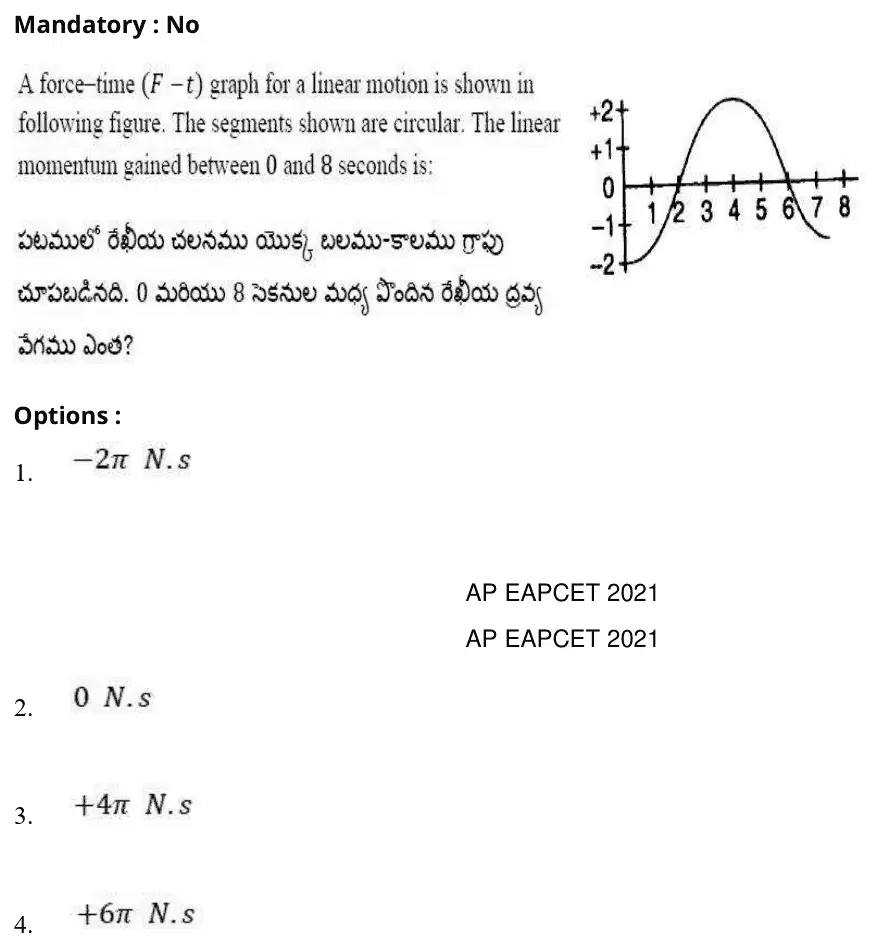 Mandatory : No
A force–time (F −t) graph for a linear motion is shown in
following figure. The segments shown are circular. The linear
momentum gained between 0 and 8 seconds is:
+2
+1
0
−1
−2
1 2 3 4 5 6 7 8
పటములో రేఖీయ చలనము యొక్క బలము-కాలము గ్రాపు
చూపబడినది. 0 మరియు 8 సెకనుల మధ్య పొందిన రేఖీయ ద్రవ్య
వేగము ఎంత?
Options :
1. −2π N.s
AP EAPCET 2021
AP EAPCET 2021
2. 0 N.s
3. +4π N.s
4. +6π N.s